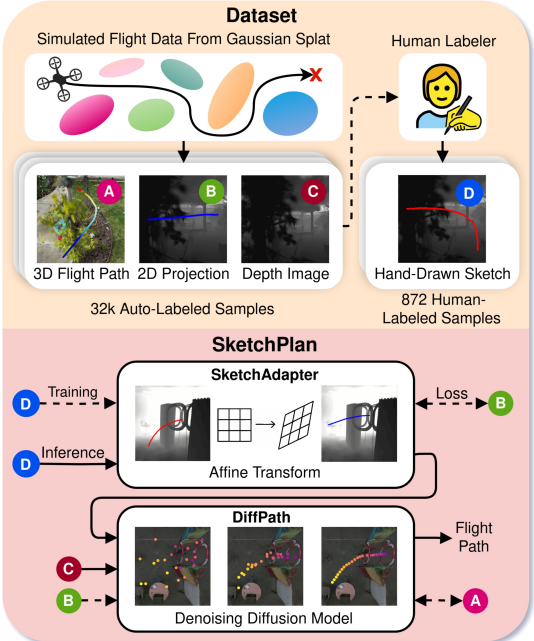 Dataset
Simulated Flight Data From Gaussian Splat
Human Labeler
X
A
B
C
D
3D Flight Path
2D Projection
Depth Image
Hand-Drawn Sketch
32k Auto-Labeled Samples
872 Human-
Labeled Samples
SketchPlan
SketchAdapter
D
Training
Loss
B
D
Inference
Affine Transform
DiffPath
Flight
Path
C
B
A
Denoising Diffusion Model